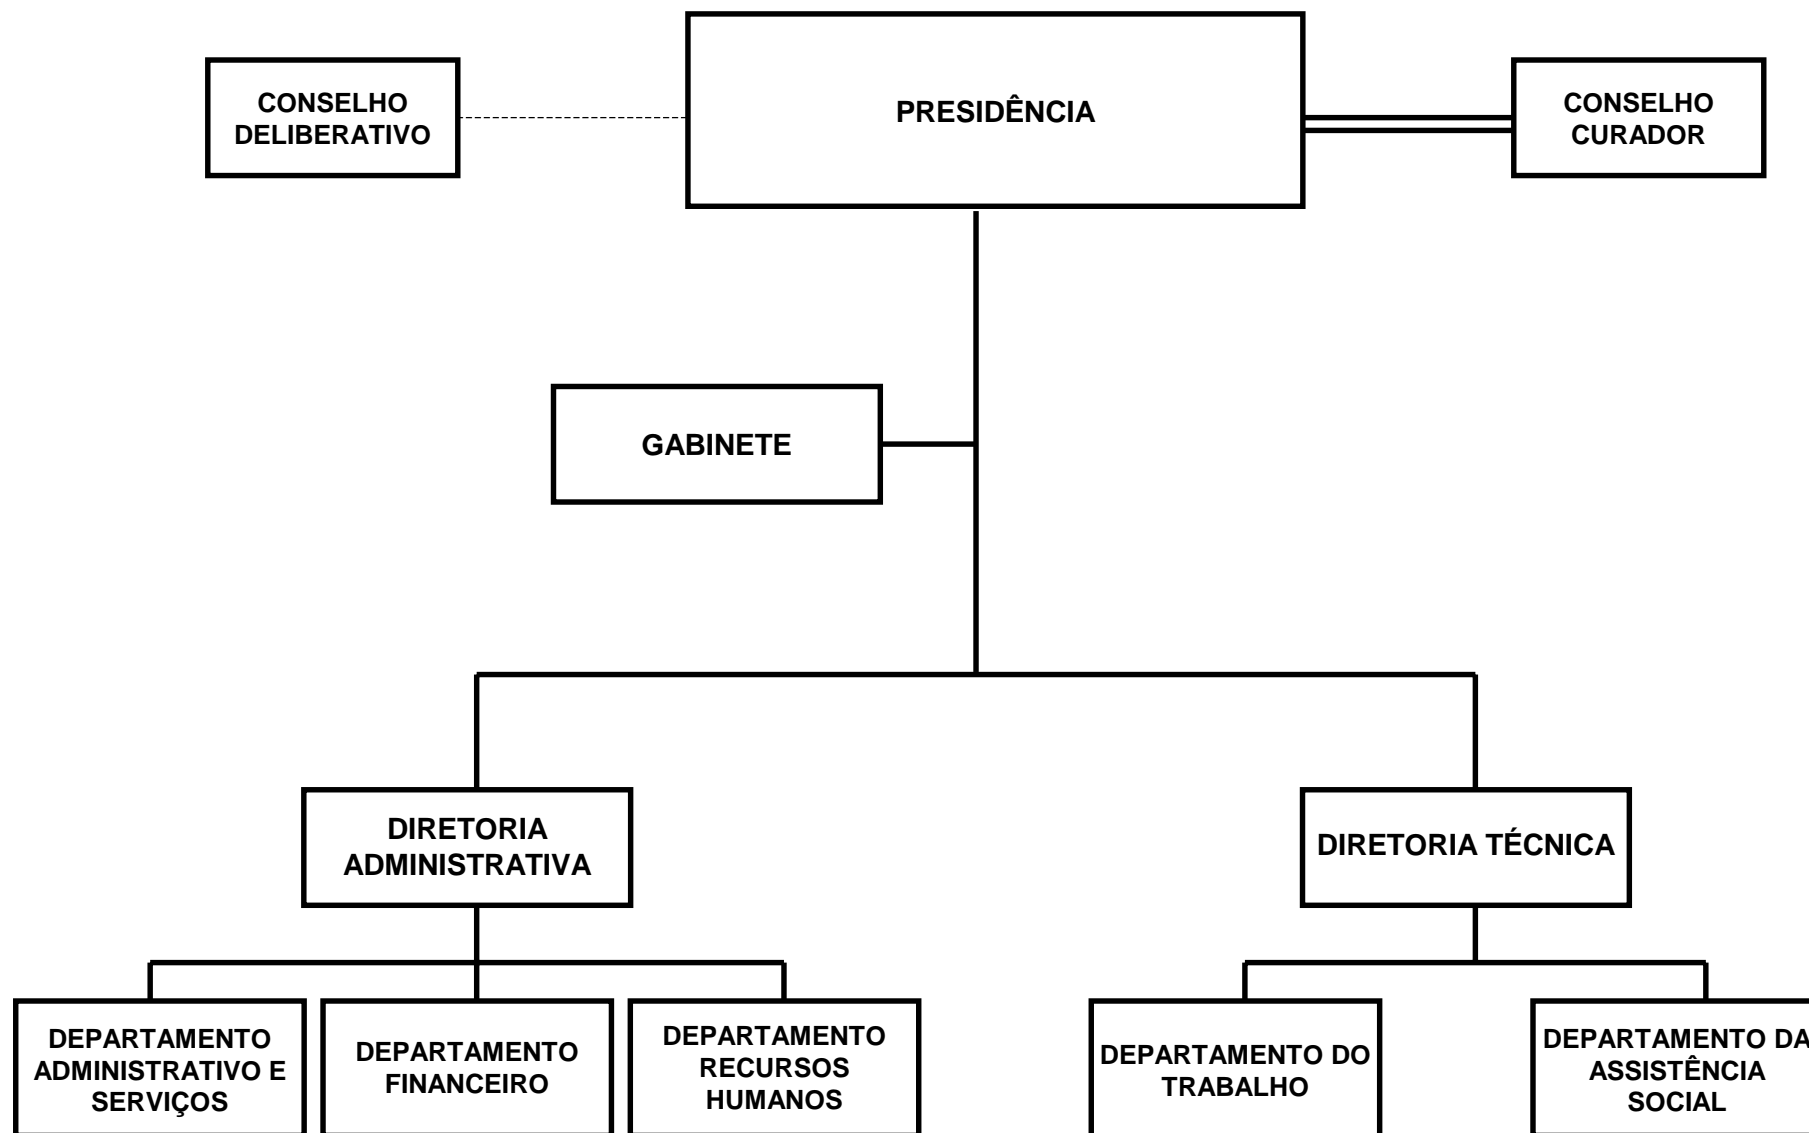 CONSELHO
DELIBERATIVO
PRESIDÊNCIA
CONSELHO
CURADOR
GABINETE
DIRETORIA
ADMINISTRATIVA
DIRETORIA TÉCNICA
DEPARTAMENTO
ADMINISTRATIVO E
SERVIÇOS
DEPARTAMENTO
FINANCEIRO
DEPARTAMENTO
RECURSOS
HUMANOS
DEPARTAMENTO DO
TRABALHO
DEPARTAMENTO DA
ASSISTÊNCIA
SOCIAL